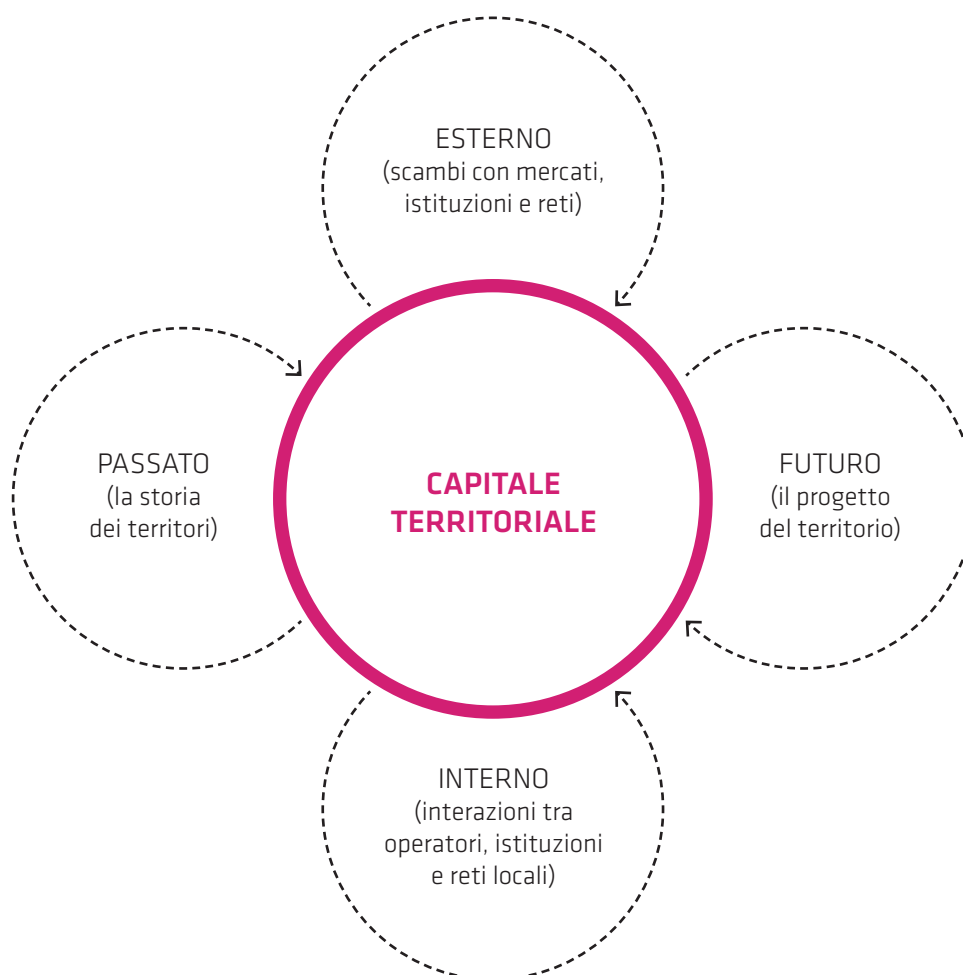 ESTERNO
(scambi con mercati,
istituzioni e reti)
PASSATO
(la storia
dei territori)
CAPITALE
TERRITORIALE
FUTURO
(il progetto
del territorio)
INTERNO
(interazioni tra
operatori, istituzioni
e reti locali)